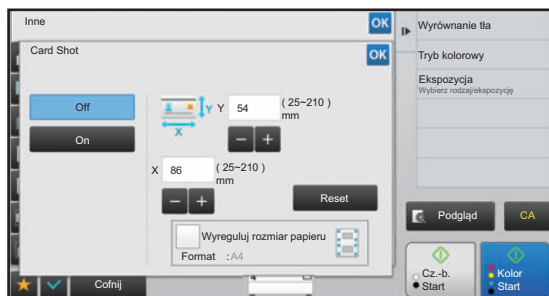 Inne
OK
Card Shot
OK
Off
On
Y
Y 54 (25~210)
mm
X
X 86 (25~210)
mm
Reset
Wyreguluj rozmiar papieru
Format :A4
Cofnij
Wyrównanie tła
Tryb kolorowy
Ekspozycja
Wybierz rodzaj/ekspozycję
Podgląd
CA
Cz.-b.
Start
Kolor
Start